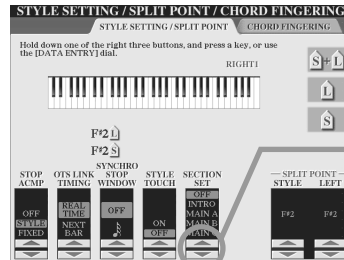 STYLE SETTING / SPLIT POINT / CHORD FINGERING
STYLE SETTING / SPLIT POINT
CHORD FINGERING
Hold down one of the right three buttons, and press a key, or use
the [DATA ENTRY] dial.
RIGHT1
S+L
L
S
F#2 L
F#2 S
STOP
ACMP
OTS LINK
TIMING
SYNCHRO
STOP
WINDOW
STYLE
TOUCH
SECTION
SET
SPLIT POINT
STYLE
LEFT
OFF
STYLE
FIXED
REAL
TIME
NEXT
BAR
OFF
ON
OFF
OFF
INTRO
MAIN A
MAIN B
MAIN
F#2
F#2